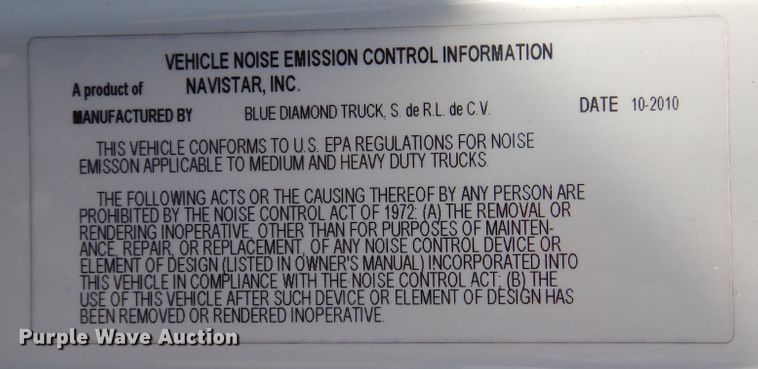 VEHICLE NOISE EMISSION CONTROL INFORMATION
A product of NAVISTAR, INC.
MANUFACTURED BY BLUE DIAMOND TRUCK, S. de R.L. de C.V. DATE 10-2010
THIS VEHICLE CONFORMS TO U.S. EPA REGULATIONS FOR NOISE
EMISSON APPLICABLE TO MEDIUM AND HEAVY DUTY TRUCKS.
THE FOLLOWING ACTS OR THE CAUSING THEREOF BY ANY PERSON ARE
PROHIBITED BY THE NOISE CONTROL ACT OF 1972: (A) THE REMOVAL OR
RENDERING INOPERATIVE, OTHER THAN FOR PURPOSES OF MAINTEN-
ANCE, REPAIR, OR REPLACEMENT, OF ANY NOISE CONTROL DEVICE OR
ELEMENT OF DESIGN (LISTED IN OWNER'S MANUAL) INCORPORATED INTO
THIS VEHICLE IN COMPLIANCE WITH THE NOISE CONTROL ACT; (B) THE
USE OF THIS VEHICLE AFTER SUCH DEVICE OR ELEMENT OF DESIGN HAS
BEEN REMOVED OR RENDERED INOPERATIVE.
Purple Wave Auction